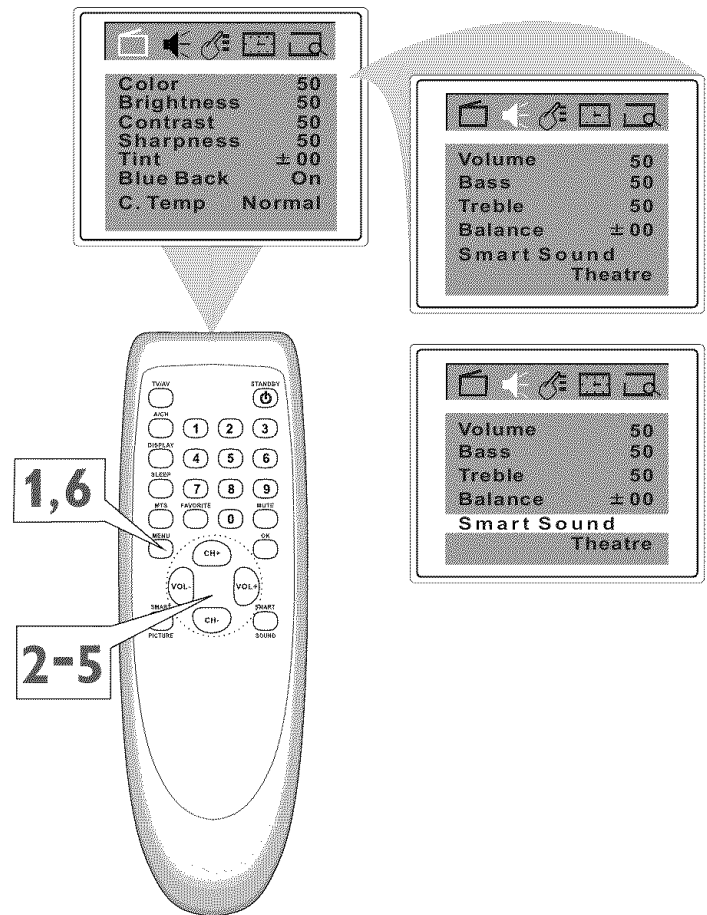 Color 50
Brightness 50
Contrast 50
Sharpness 50
Tint ±00
Blue Back On
C. Temp Normal
Volume 50
Bass 50
Treble 50
Balance ±00
Smart Sound
Theatre
Volume 50
Bass 50
Treble 50
Balance ±00
Smart Sound
Theatre
TV/AV STANDBY
A/CH 1 2 3
DISPLAY 4 5 6
SLEEP 7 8 9
MTS FAVORITE 0 MUTE
MENU CH+ OK
VOL- VOL+
SMART CH- SMART
PICTURE SOUND
1,6
2-5